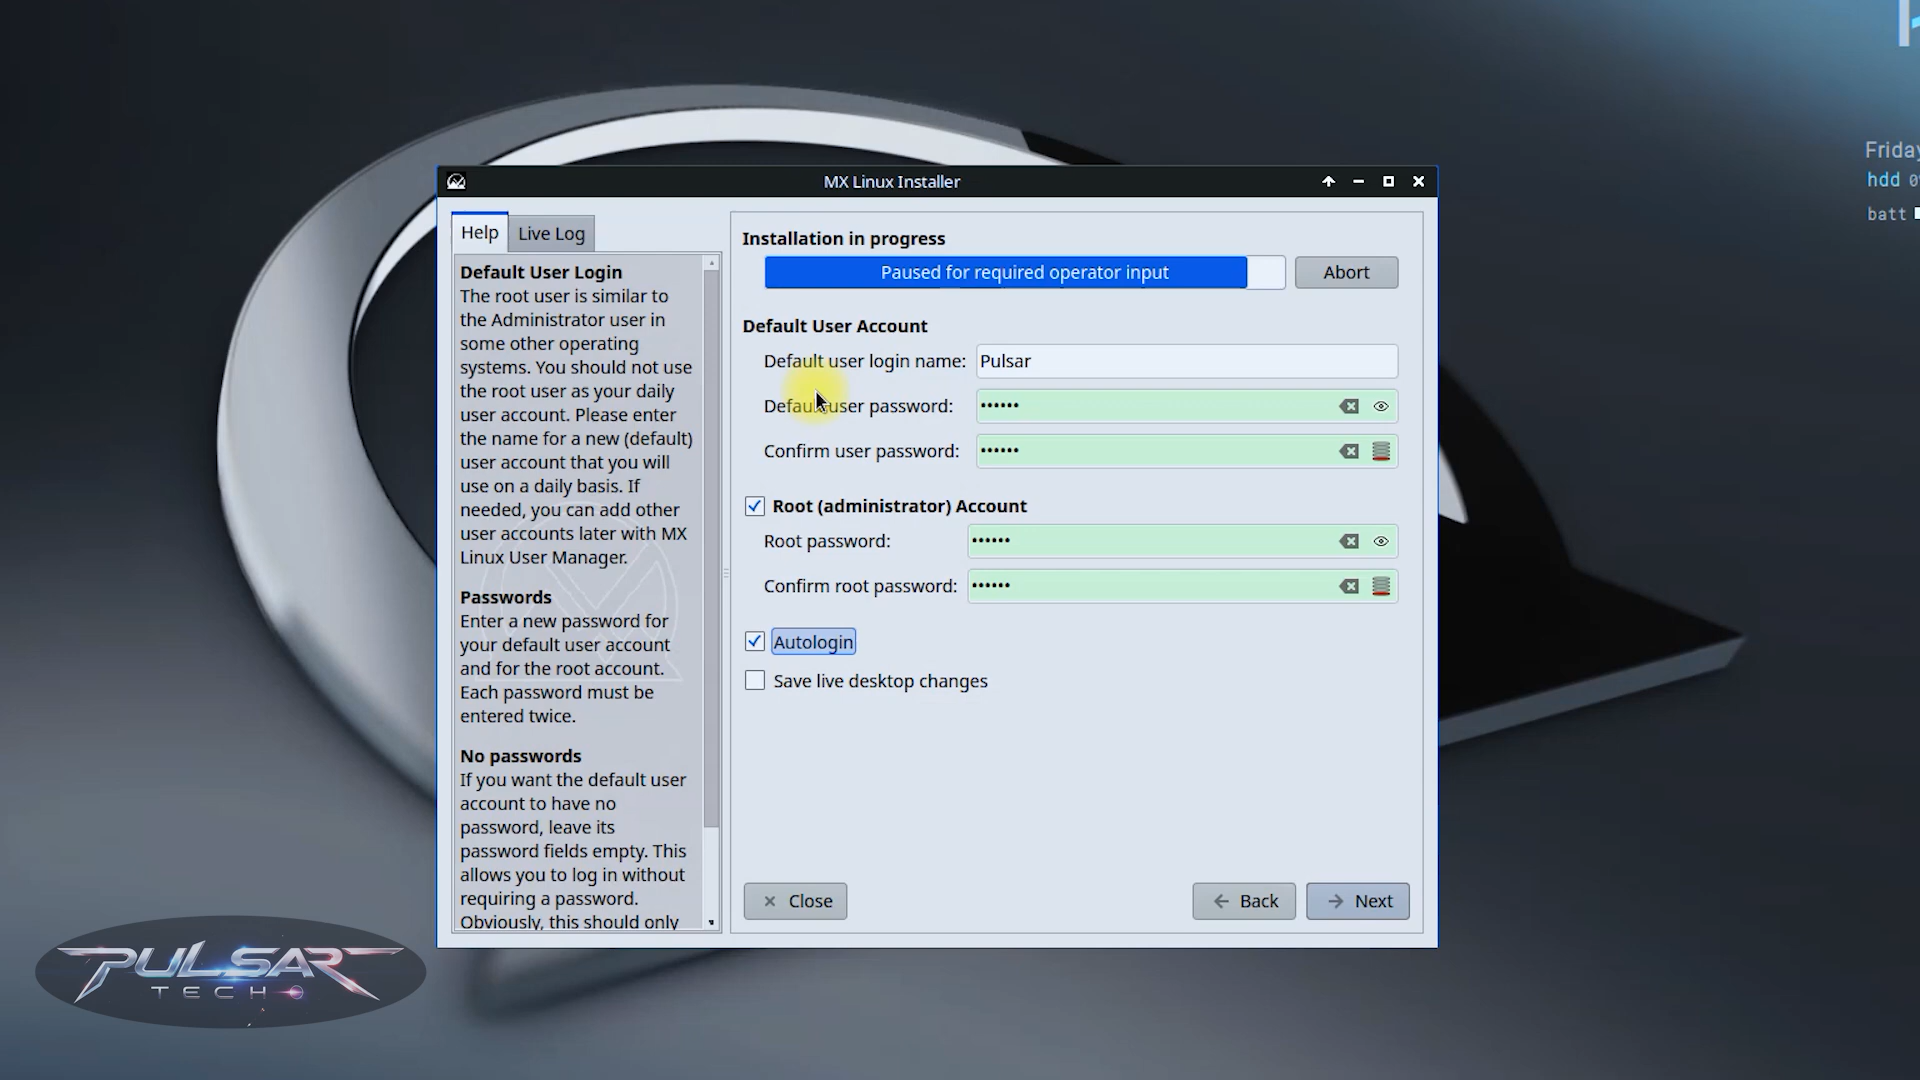 MX Linux Installer
Help
Live Log
Default User Login
The root user is similar to
the Administrator user in
some other operating
systems. You should not use
the root user as your daily
user account. Please enter
the name for a new (default)
user account that you will
use on a daily basis. If
needed, you can add other
user accounts later with MX
Linux User Manager.
Passwords
Enter a new password for
your default user account
and for the root account.
Each password must be
entered twice.
No passwords
If you want the default user
account to have no
password, leave its
password fields empty. This
allows you to log in without
requiring a password.
Obviously, this should only
Installation in progress
Paused for required operator input
Abort
Default User Account
Default user login name: Pulsar
Default user password: ••••••
Confirm user password: ••••••
Root (administrator) Account
Root password: ••••••
Confirm root password: ••••••
Autologin
Save live desktop changes
Close
Back
Next
Friday
hdd
batt
PULSAR
TECH